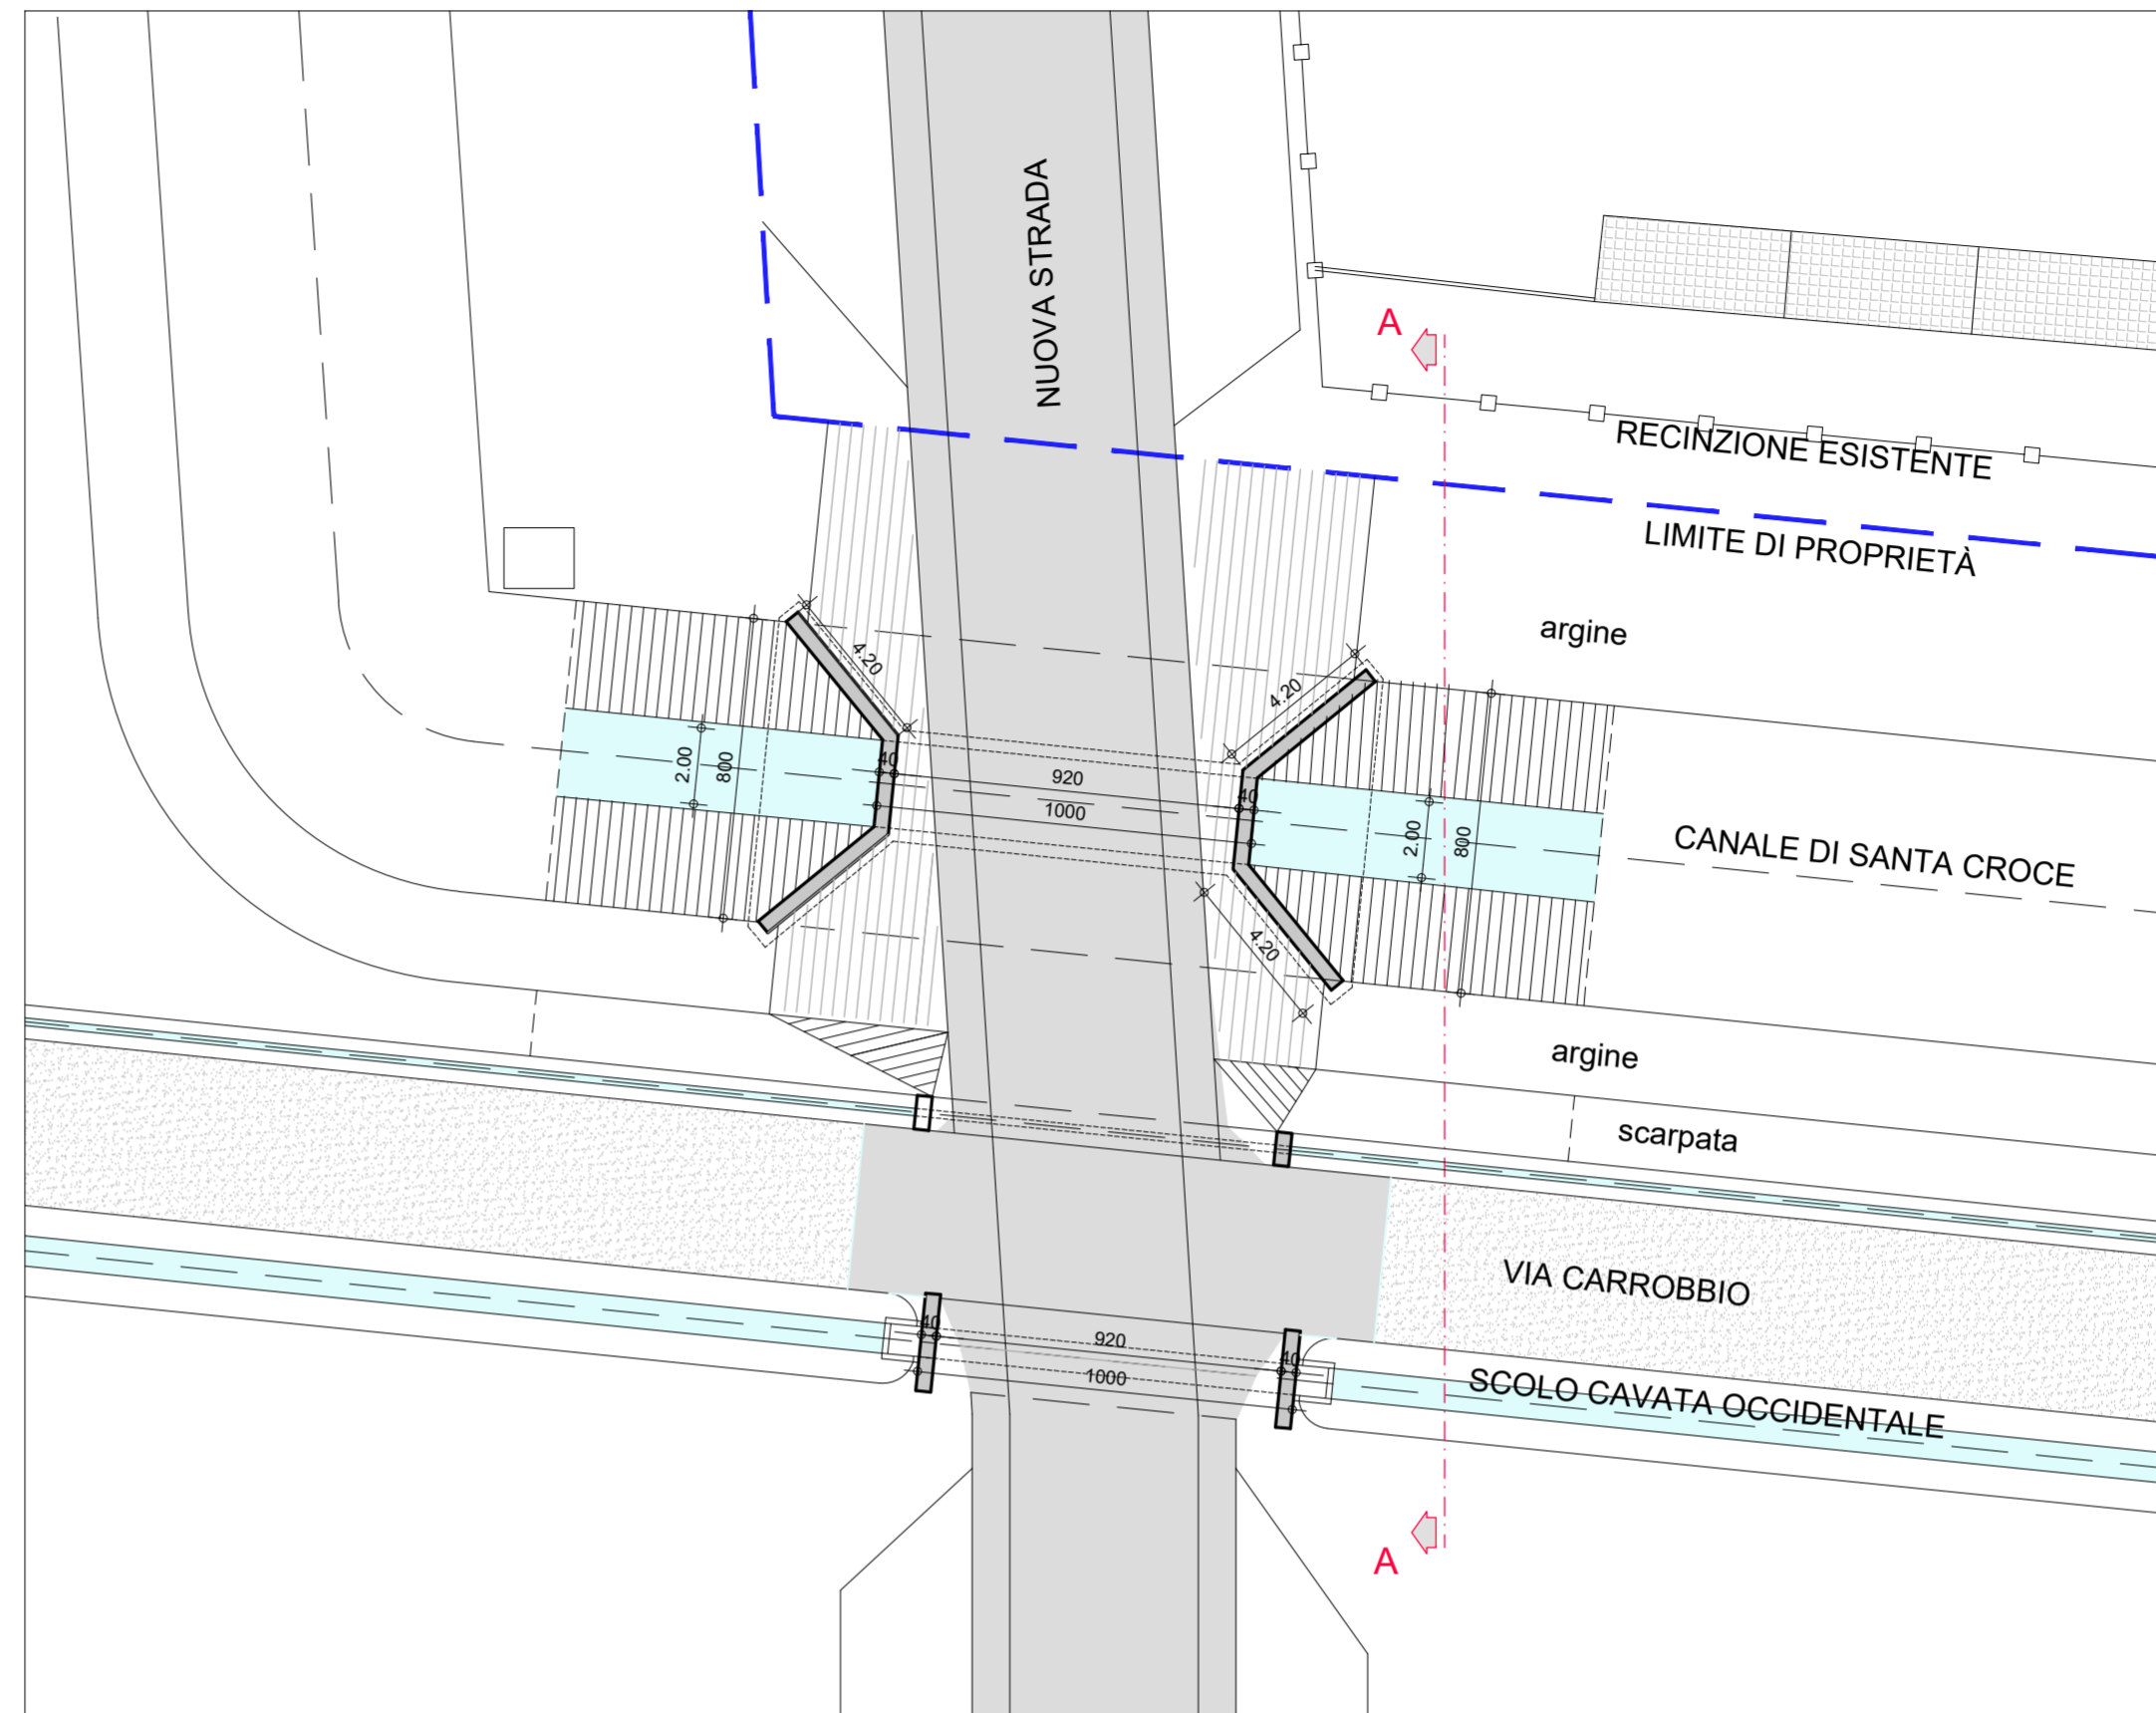 NUOVA STRADA
A
RECINZIONE ESISTENTE
LIMITE DI PROPRIETÀ
argine
4.20
4.20
2.00
800
40
920
1000
40
2.00
800
CANALE DI SANTA CROCE
4.20
argine
scarpata
VIA CARROBBIO
40
920
1000
40
SCOLO CAVATA OCCIDENTALE
A